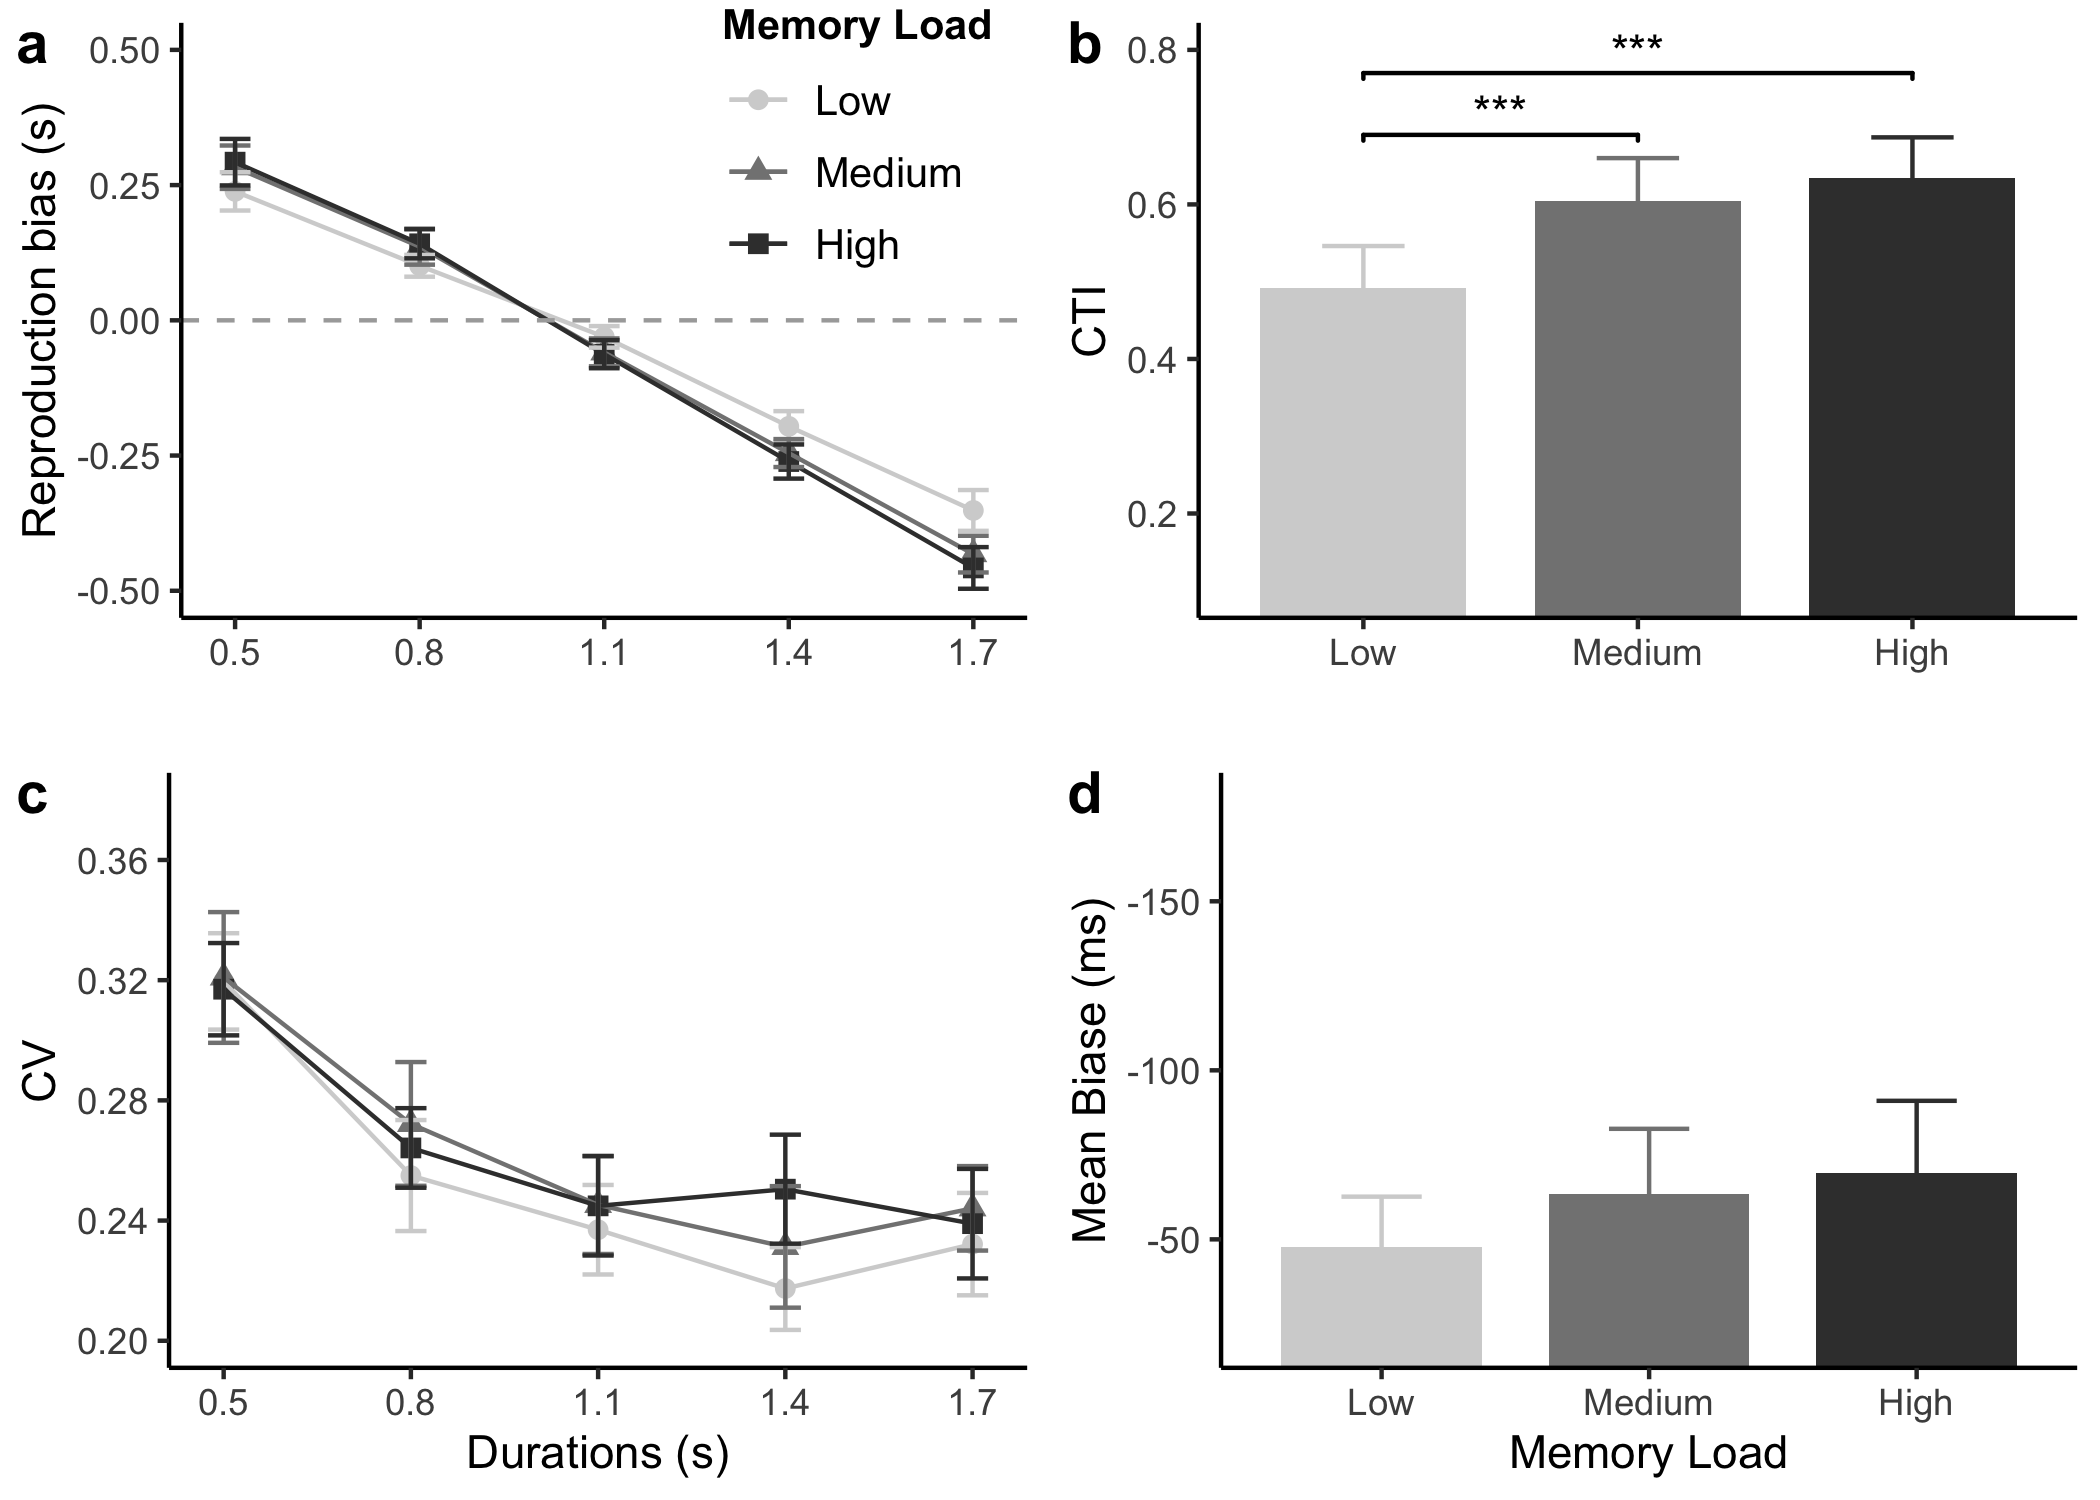 a
Memory Load
Low
Medium
High
Reproduction bias (s)
0.50
0.25
0.00
-0.25
-0.50
0.5 0.8 1.1 1.4 1.7
b
CTI
0.8
0.6
0.4
0.2
***
***
Low Medium High
c
CV
0.36
0.32
0.28
0.24
0.20
0.5 0.8 1.1 1.4 1.7
Durations (s)
d
Mean Biase (ms)
-150
-100
-50
Low Medium High
Memory Load